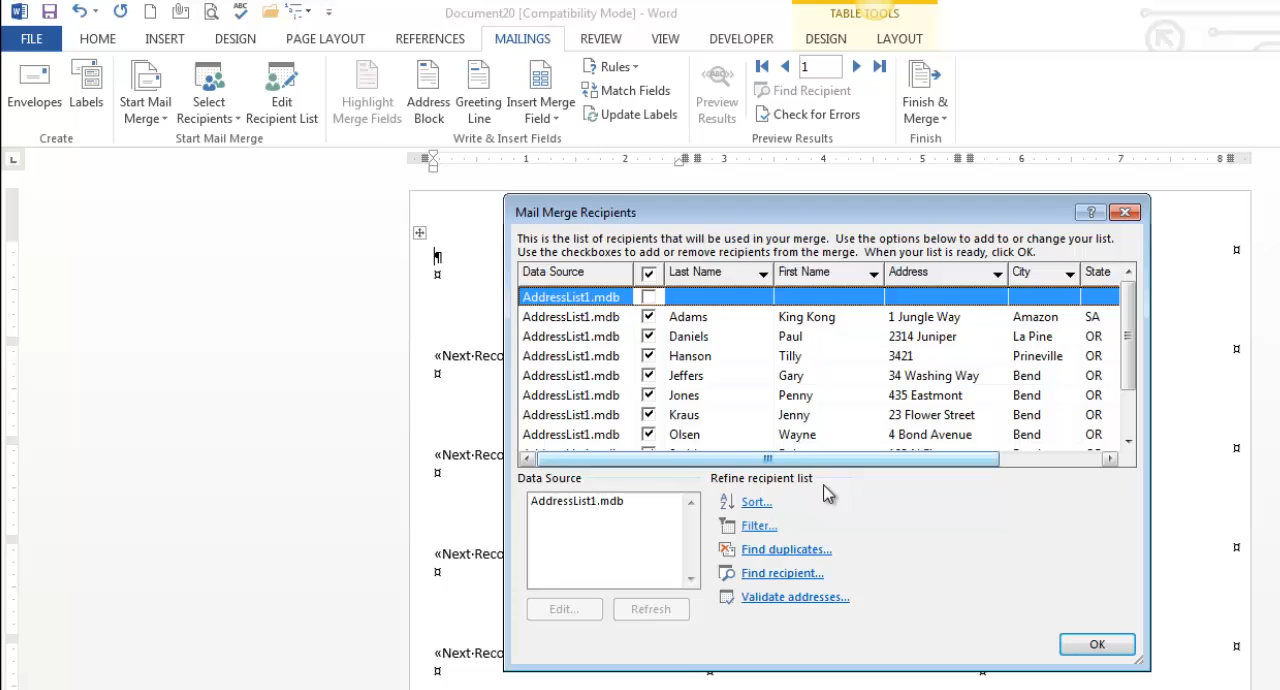 Document20 [Compatibility Mode] - Word
TABLE TOOLS
FILE HOME INSERT DESIGN PAGE LAYOUT REFERENCES MAILINGS REVIEW VIEW DEVELOPER DESIGN LAYOUT
Envelopes Labels
Create
Start Mail Merge Select Recipients Edit Recipient List
Start Mail Merge
Highlight Merge Fields Address Block Greeting Line Insert Merge Field
Rules
Match Fields
Update Labels
Write & Insert Fields
Preview Results
1
Find Recipient
Check for Errors
Preview Results
Finish & Merge
Finish
1 2 3 4 5 6 7 8
Mail Merge Recipients
This is the list of recipients that will be used in your merge. Use the options below to add to or change your list.
Use the checkboxes to add or remove recipients from the merge. When your list is ready, click OK.
Data Source Last Name First Name Address City State
AddressList1.mdb
AddressList1.mdb Adams King Kong 1 Jungle Way Amazon SA
AddressList1.mdb Daniels Paul 2314 Juniper La Pine OR
AddressList1.mdb Hanson Tilly 3421 Prineville OR
AddressList1.mdb Jeffers Gary 34 Washing Way Bend OR
AddressList1.mdb Jones Penny 435 Eastmont Bend OR
AddressList1.mdb Kraus Jenny 23 Flower Street Bend OR
AddressList1.mdb Olsen Wayne 4 Bond Avenue Bend OR
Data Source
AddressList1.mdb
Edit... Refresh
Refine recipient list
Sort...
Filter...
Find duplicates...
Find recipient...
Validate addresses...
OK
«Next·Reco
«Next·Reco
«Next·Reco
«Next·Reco